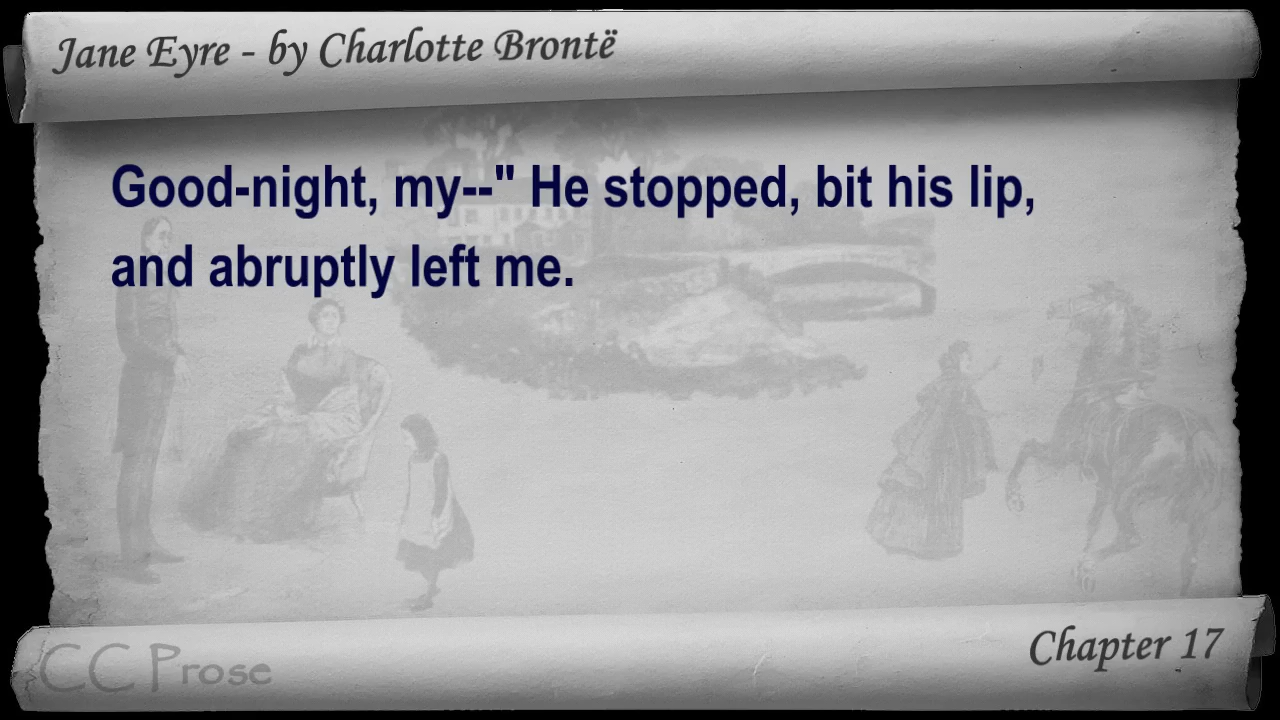 Jane Eyre - by Charlotte Brontë
Good-night, my--" He stopped, bit his lip,
and abruptly left me.
CC Prose
Chapter 17